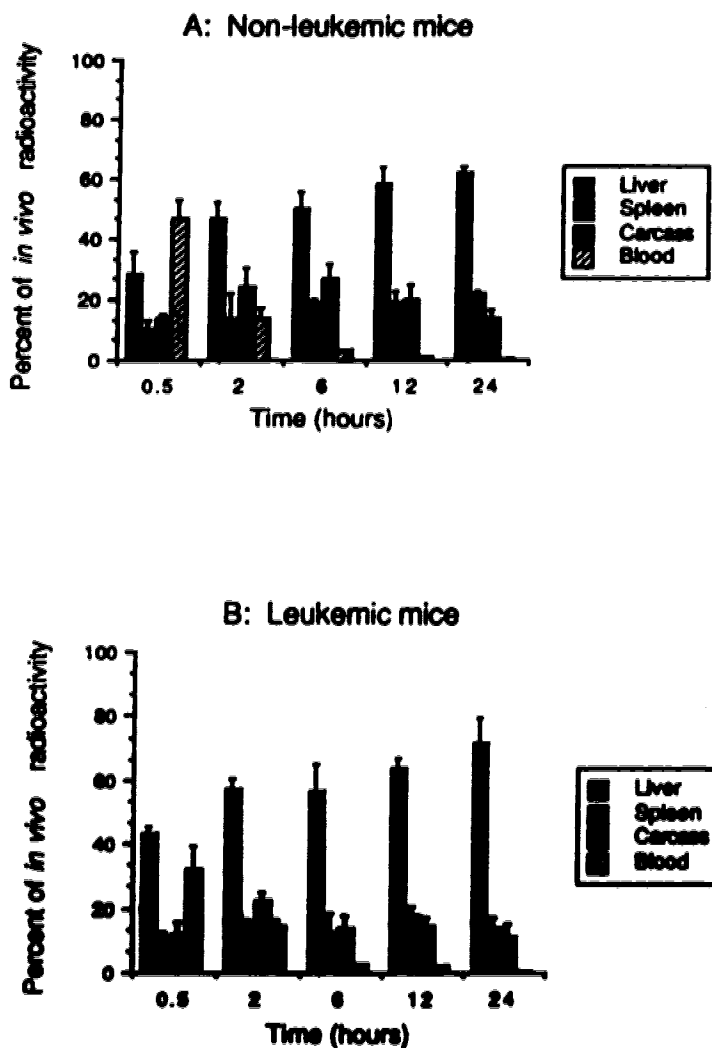 A: Non-leukemic mice
Percent of in vivo radioactivity
100
80
60
40
20
0
0.5 2 6 12 24
Time (hours)
Liver
Spleen
Carcass
Blood
B: Leukemic mice
Percent of in vivo radioactivity
100
80
60
40
20
0
0.5 2 6 12 24
Time (hours)
Liver
Spleen
Carcass
Blood